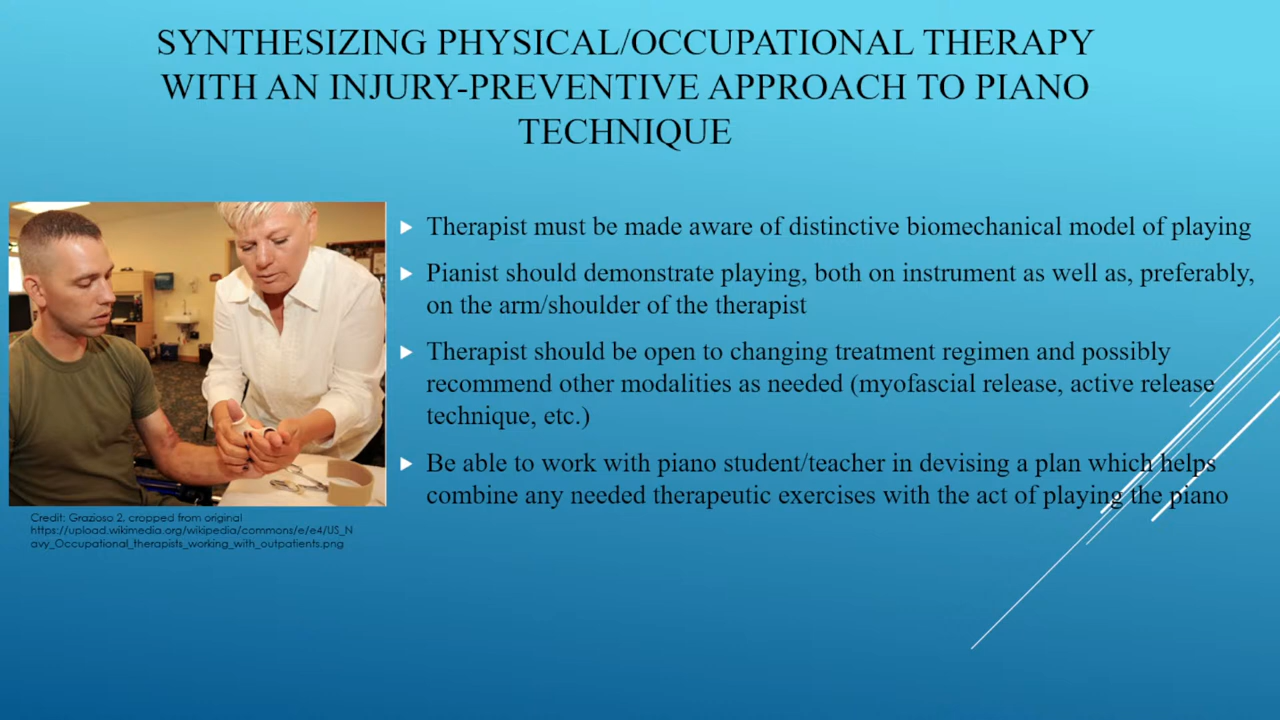 SYNTHESIZING PHYSICAL/OCCUPATIONAL THERAPY
WITH AN INJURY-PREVENTIVE APPROACH TO PIANO
TECHNIQUE
Therapist must be made aware of distinctive biomechanical model of playing
Pianist should demonstrate playing, both on instrument as well as, preferably,
on the arm/shoulder of the therapist
Therapist should be open to changing treatment regimen and possibly
recommend other modalities as needed (myofascial release, active release
technique, etc.)
Be able to work with piano student/teacher in devising a plan which helps
combine any needed therapeutic exercises with the act of playing the piano
Credit: Grazioso 2, cropped from original
https://upload.wikimedia.org/wikipedia/commons/e/e4/US_N
avy_Occupational_therapists_working_with_outpatients.png